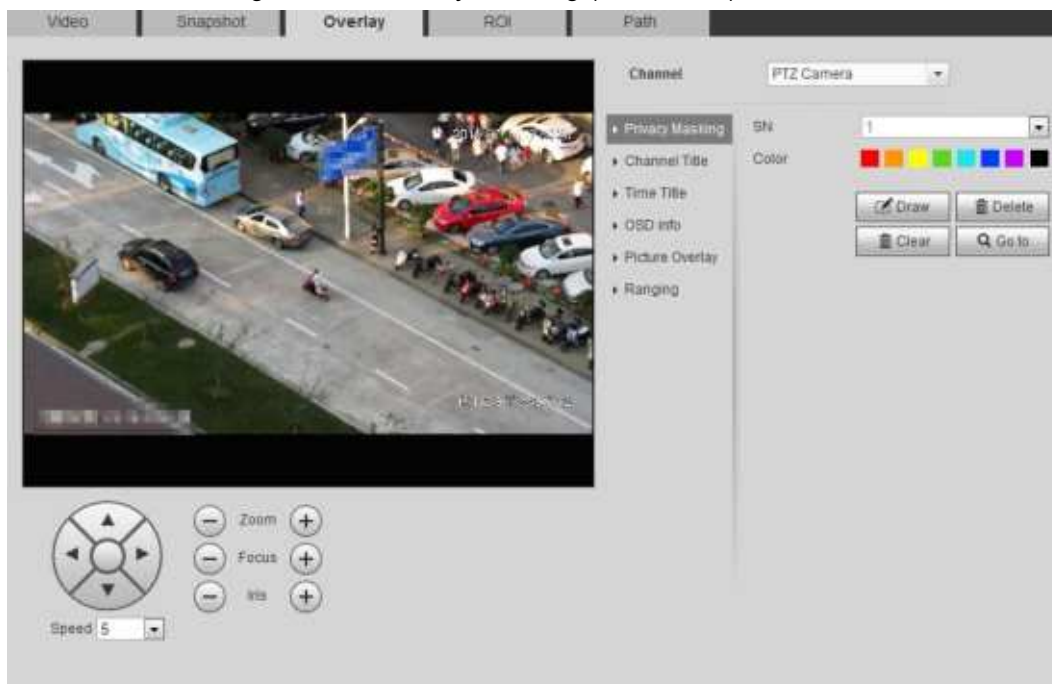 Video Snapshot Overlay ROI Path
Channel PTZ Camera
Privacy Masking
Channel Title
Time Title
OSD info
Picture Overlay
Ranging
SN 1
Color
Draw Delete
Clear Go to
Zoom
Focus
Iris
Speed 5